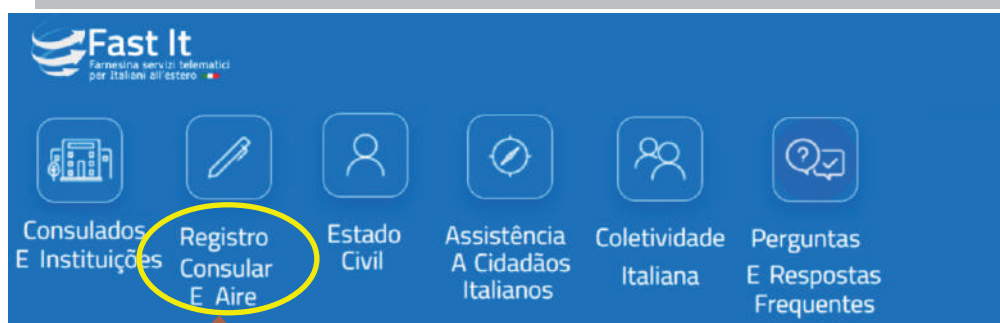 Fast It
Farnesina servizi telematici
per Italiani all'estero
Consulados
E Instituições
Registro
Consular
E Aire
Estado
Civil
Assistência
A Cidadãos
Italianos
Coletividade
Italiana
Perguntas
E Respostas
Frequentes